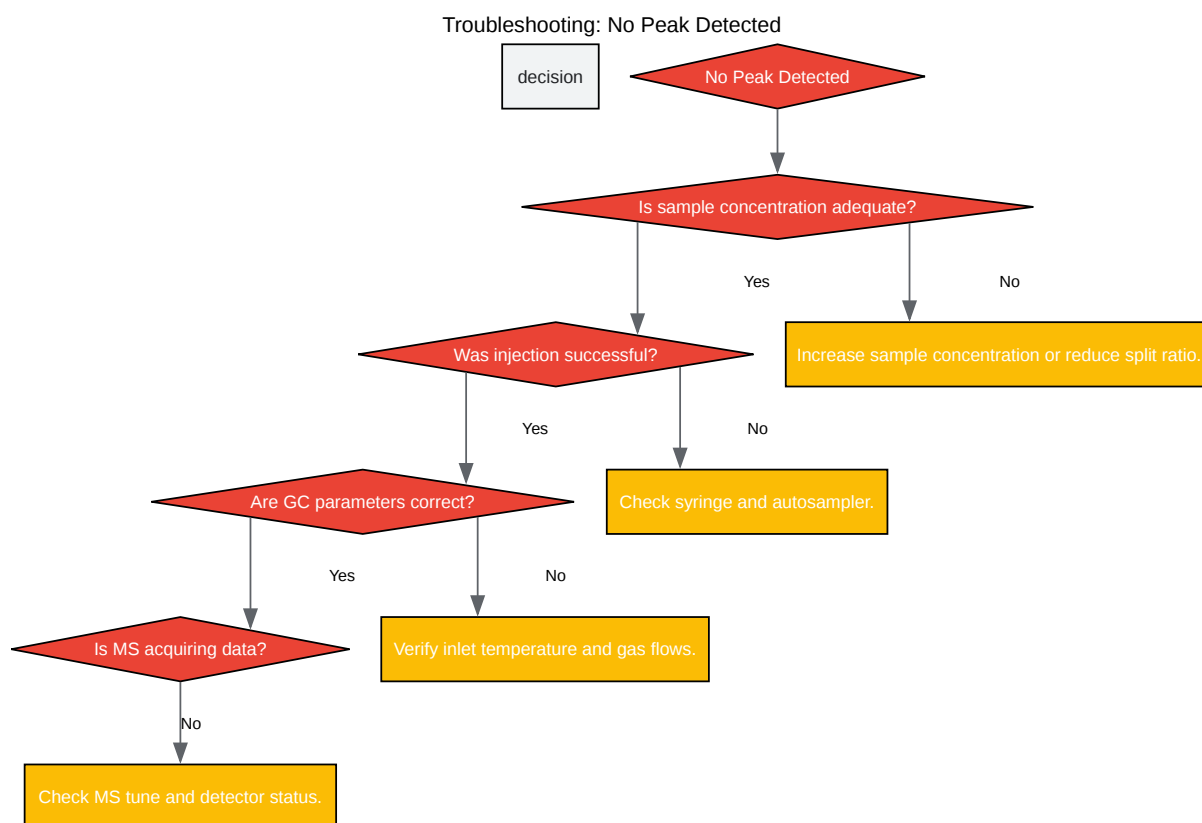 Troubleshooting: No Peak Detected
decision
No Peak Detected
Is sample concentration adequate?
Yes
No
Was injection successful?
Increase sample concentration or reduce split ratio.
Yes
No
Are GC parameters correct?
Check syringe and autosampler.
Yes
No
Is MS acquiring data?
Verify inlet temperature and gas flows.
No
Check MS tune and detector status.